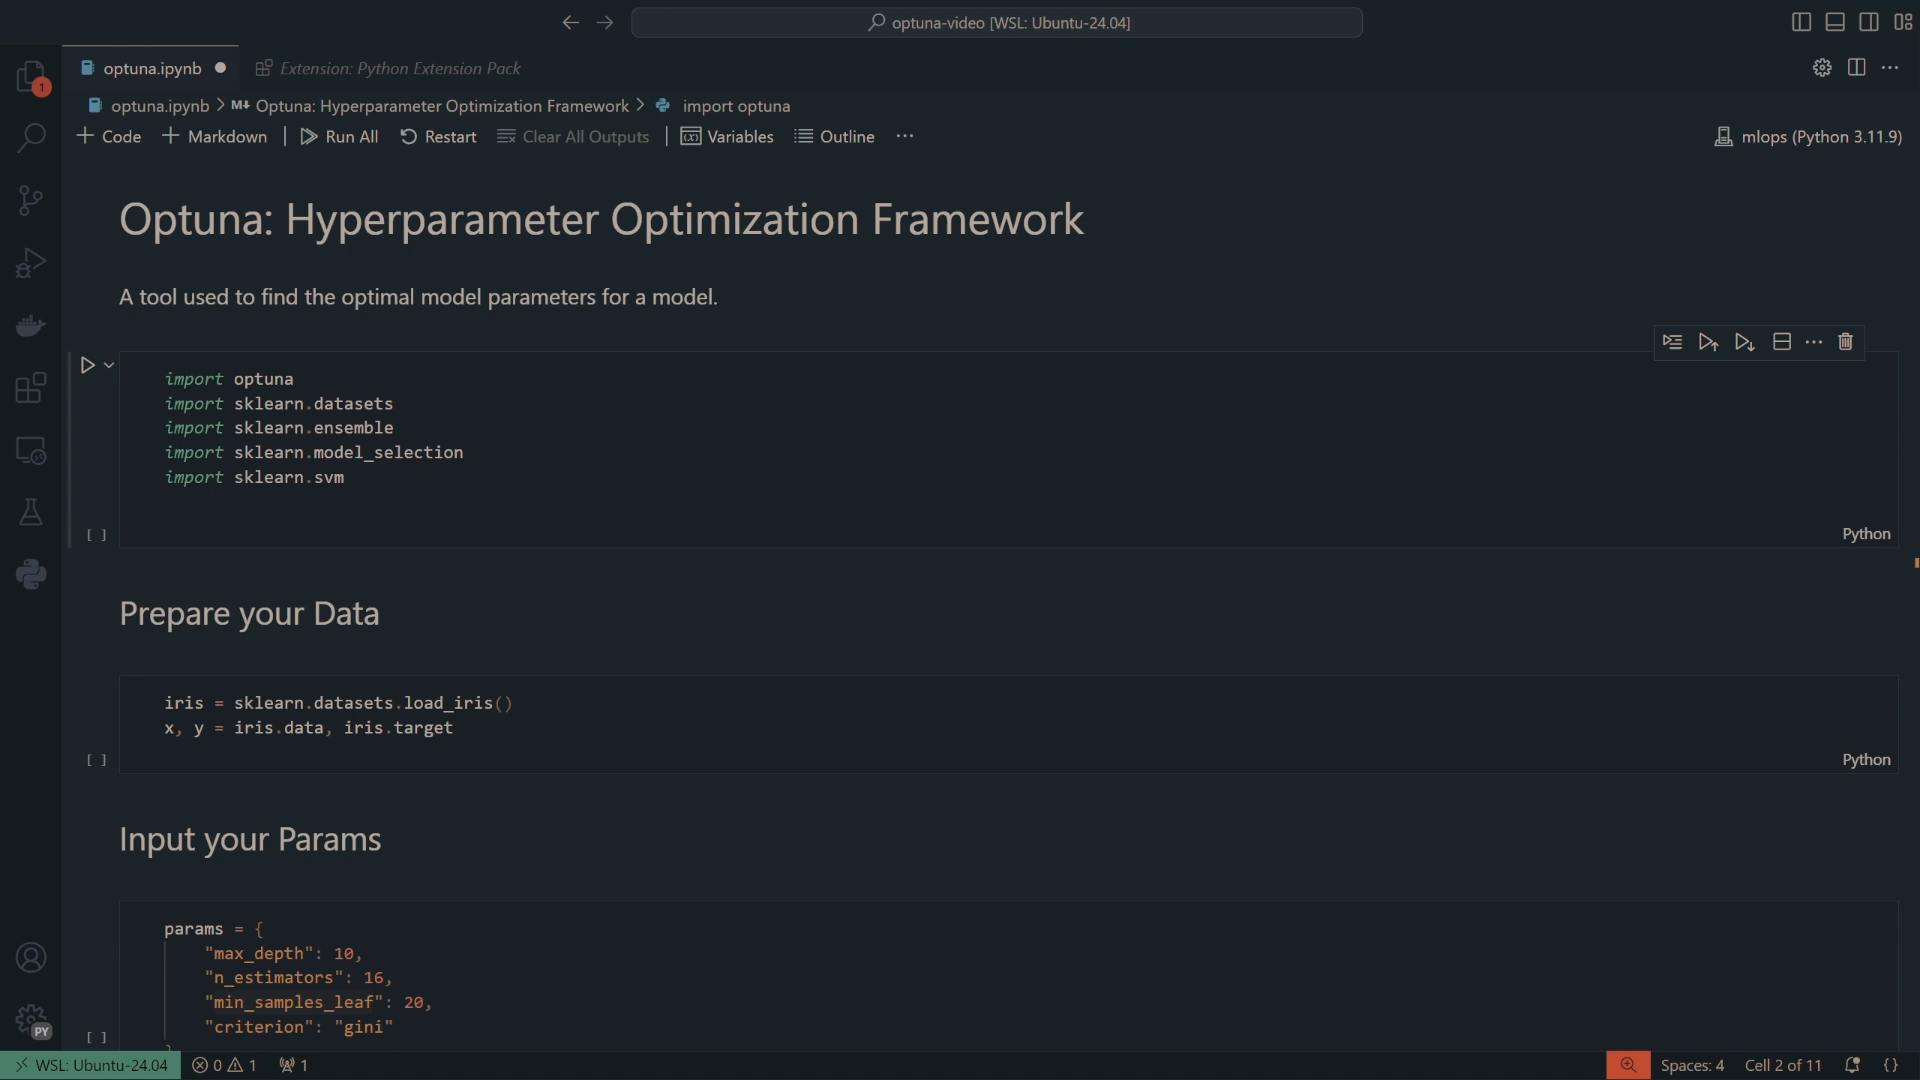 optuna-video [WSL: Ubuntu-24.04]
1
optuna.ipynb
Extension: Python Extension Pack
optuna.ipynb > M↓ Optuna: Hyperparameter Optimization Framework > import optuna
Code Markdown | Run All Restart Clear All Outputs | Variables Outline ...
mlops (Python 3.11.9)
Optuna: Hyperparameter Optimization Framework
A tool used to find the optimal model parameters for a model.
import optuna
import sklearn.datasets
import sklearn.ensemble
import sklearn.model_selection
import sklearn.svm
[ ]
Python
Prepare your Data
iris = sklearn.datasets.load_iris()
x, y = iris.data, iris.target
[ ]
Python
Input your Params
params = {
"max_depth": 10,
"n_estimators": 16,
"min_samples_leaf": 20,
"criterion": "gini"
[ ]
PY
WSL: Ubuntu-24.04
0
1
1
Spaces: 4
Cell 2 of 11
{}